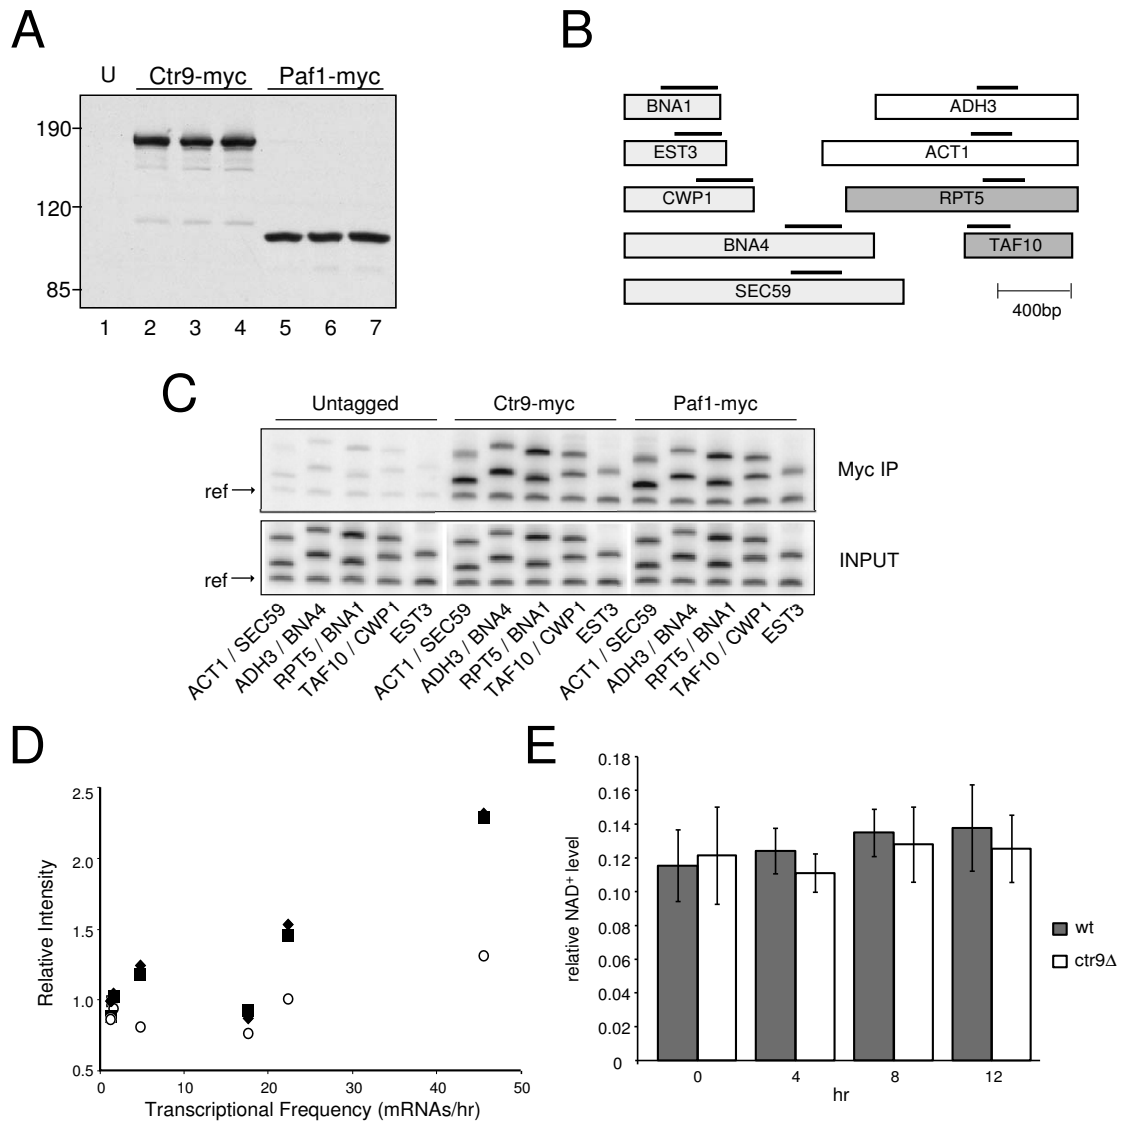 A
U Ctr9-myc Paf1-myc
190
120
85
1 2 3 4 5 6 7
B
BNA1
ADH3
EST3
ACT1
CWP1
RPT5
BNA4
TAF10
SEC59
400bp
C
Untagged Ctr9-myc Paf1-myc
Myc IP
ref
INPUT
ref
ACT1 / SEC59
ADH3 / BNA4
RPT5 / BNA1
TAF10 / CWP1
EST3
ACT1 / SEC59
ADH3 / BNA4
RPT5 / BNA1
TAF10 / CWP1
EST3
ACT1 / SEC59
ADH3 / BNA4
RPT5 / BNA1
TAF10 / CWP1
EST3
D
Relative Intensity
2.5
2.0
1.5
1.0
0.5
0 10 20 30 40 50
Transcriptional Frequency (mRNAs/hr)
E
relative NAD⁺ level
0.18
0.16
0.14
0.12
0.10
0.08
0.06
0.04
0.02
0
0 4 8 12
hr
wt
ctr9Δ